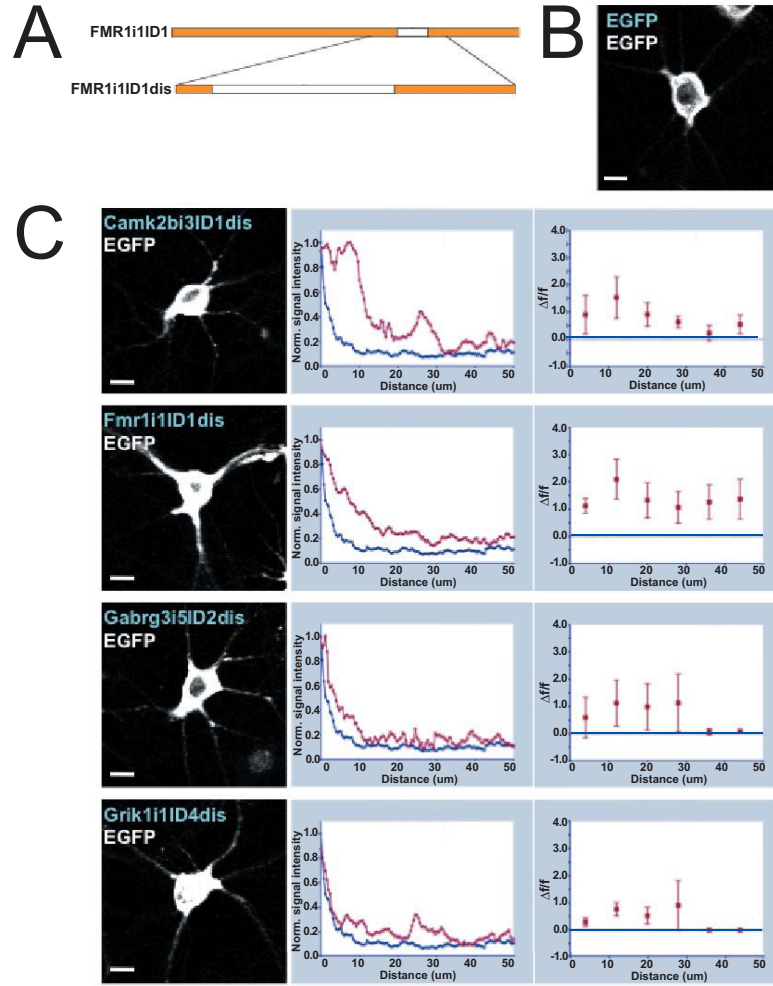 A
FMR1i1ID1
FMR1i1ID1dis
B
EGFP
EGFP
C
Camk2bi3ID1dis
EGFP
Norm. signal intensity
1.0
0.8
0.6
0.4
0.2
0.0
0 10 20 30 40 50
Distance (um)
Δf/f
4.0
3.0
2.0
1.0
0.0
-1.0
0 10 20 30 40 50
Distance (um)
Fmr1i1ID1dis
EGFP
Norm. signal intensity
1.0
0.8
0.6
0.4
0.2
0.0
0 10 20 30 40 50
Distance (um)
Δf/f
4.0
3.0
2.0
1.0
0.0
-1.0
0 10 20 30 40 50
Distance (um)
Gabrg3i5ID2dis
EGFP
Norm. signal intensity
1.0
0.8
0.6
0.4
0.2
0.0
0 10 20 30 40 50
Distance (um)
Δf/f
4.0
3.0
2.0
1.0
0.0
-1.0
0 10 20 30 40 50
Distance (um)
Grik1i1ID4dis
EGFP
Norm. signal intensity
1.0
0.8
0.6
0.4
0.2
0.0
0 10 20 30 40 50
Distance (um)
Δf/f
4.0
3.0
2.0
1.0
0.0
-1.0
0 10 20 30 40 50
Distance (um)